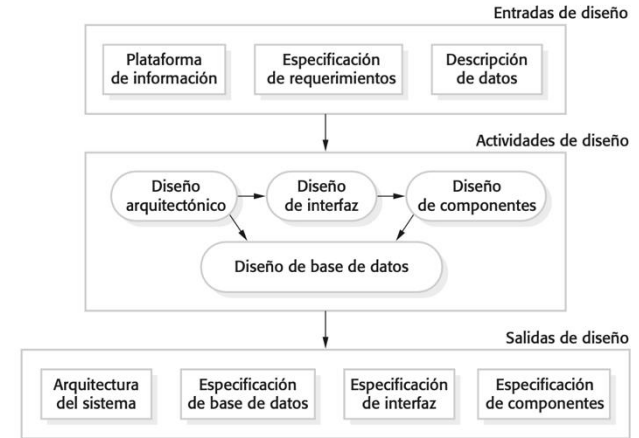 Entradas de diseño
Plataforma
de información
Especificación
de requerimientos
Descripción
de datos
Actividades de diseño
Diseño
arquitectónico
Diseño
de interfaz
Diseño
de componentes
Diseño de base de datos
Salidas de diseño
Arquitectura
del sistema
Especificación
de base de datos
Especificación
de interfaz
Especificación
de componentes